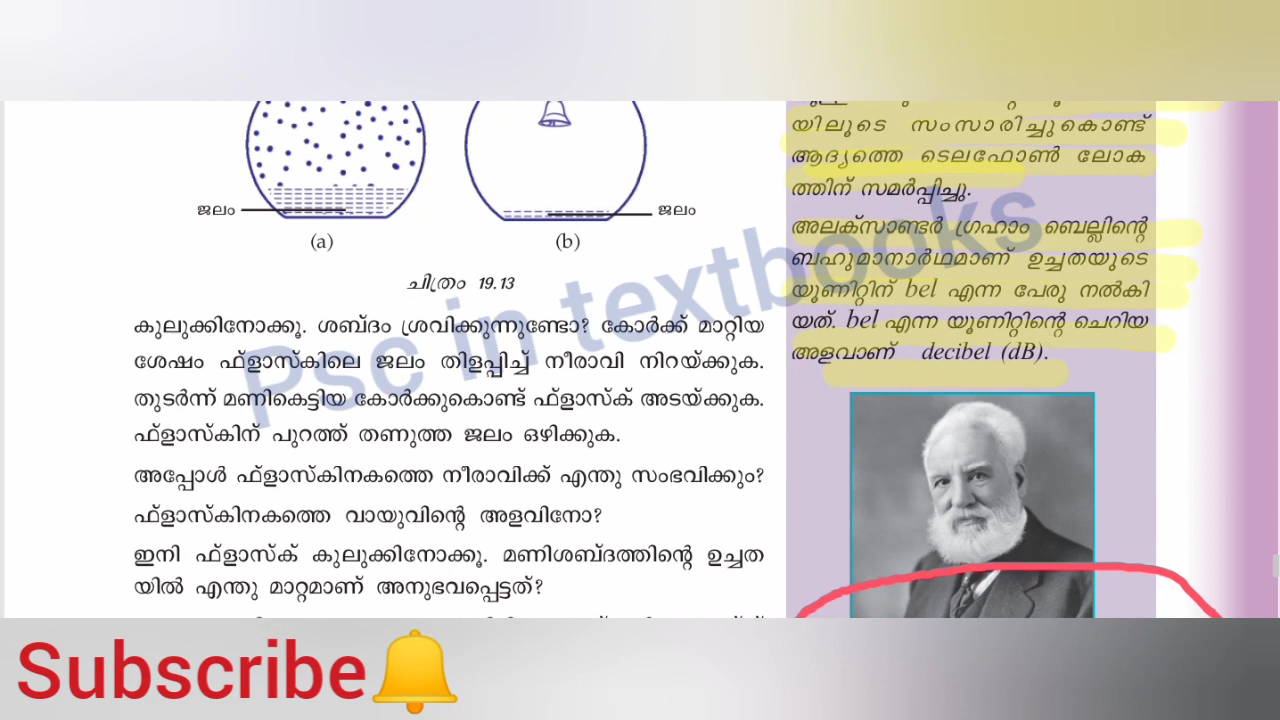 ജലം
ജലം
(a)
(b)
ചിത്രം 19.13
കുലുക്കിനോക്കൂ. ശബ്ദം ശ്രവിക്കുന്നുണ്ടോ? കോർക്ക് മാറ്റിയ
ശേഷം ഫ്ളാസ്കിലെ ജലം തിളപ്പിച്ച് നീരാവി നിറയ്ക്കുക.
തുടർന്ന് മണികെട്ടിയ കോർക്കുകൊണ്ട് ഫ്ളാസ്ക് അടയ്ക്കുക.
ഫ്ളാസ്കിന് പുറത്ത് തണുത്ത ജലം ഒഴിക്കുക.
അപ്പോൾ ഫ്ളാസ്കിനകത്തെ നീരാവിക്ക് എന്തു സംഭവിക്കും?
ഫ്ളാസ്കിനകത്തെ വായുവിന്റെ അളവിനോ?
ഇനി ഫ്ളാസ്ക് കുലുക്കിനോക്കൂ. മണിശബ്ദത്തിന്റെ ഉച്ചത
യിൽ എന്തു മാറ്റമാണ് അനുഭവപ്പെട്ടത്?
യിലൂടെ സംസാരിച്ചുകൊണ്ട്
ആദ്യത്തെ ടെലഫോൺ ലോക
ത്തിന് സമർപ്പിച്ചു.
അലക്സാണ്ടർ ഗ്രഹാം ബെല്ലിന്റെ
ബഹുമാനാർഥമാണ് ഉച്ചതയുടെ
യൂണിറ്റിന് bel എന്ന പേരു നൽകി
യത്. bel എന്ന യൂണിറ്റിന്റെ ചെറിയ
അളവാണ് decibel (dB).
Psc in textbooks
Subscribe